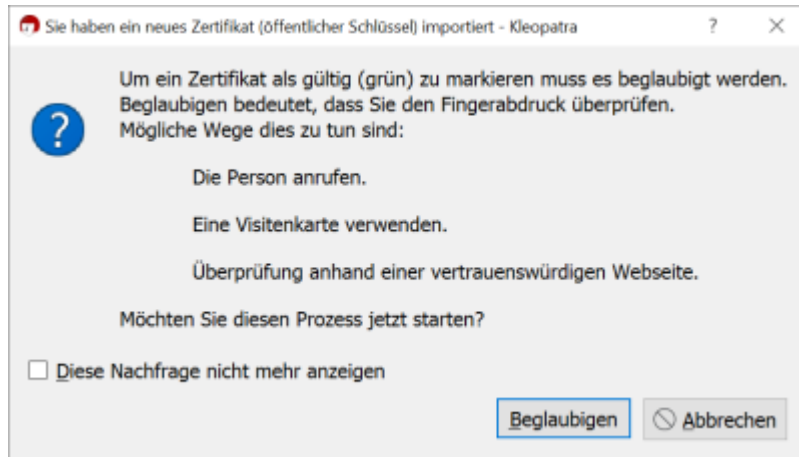 Sie haben ein neues Zertifikat (öffentlicher Schlüssel) importiert - Kleopatra
Um ein Zertifikat als gültig (grün) zu markieren muss es beglaubigt werden.
Beglaubigen bedeutet, dass Sie den Fingerabdruck überprüfen.
Mögliche Wege dies zu tun sind:
Die Person anrufen.
Eine Visitenkarte verwenden.
Überprüfung anhand einer vertrauenswürdigen Webseite.
Möchten Sie diesen Prozess jetzt starten?
Diese Nachfrage nicht mehr anzeigen
Beglaubigen
Abbrechen